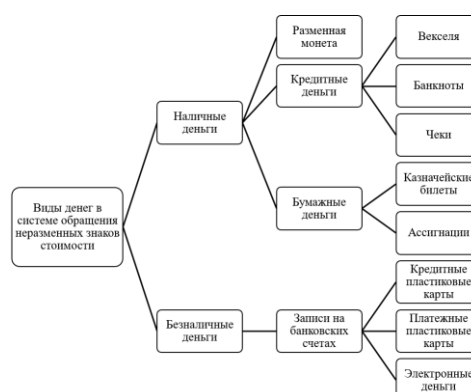 Виды денег в
системе обращения
неразменных знаков
стоимости
Наличные
деньги
Безналичные
деньги
Разменная
монета
Кредитные
деньги
Бумажные
деньги
Записи на
банковских
счетах
Векселя
Банкноты
Чеки
Казначейские
билеты
Ассигнации
Кредитные
пластиковые
карты
Платежные
пластиковые
карты
Электронные
деньги